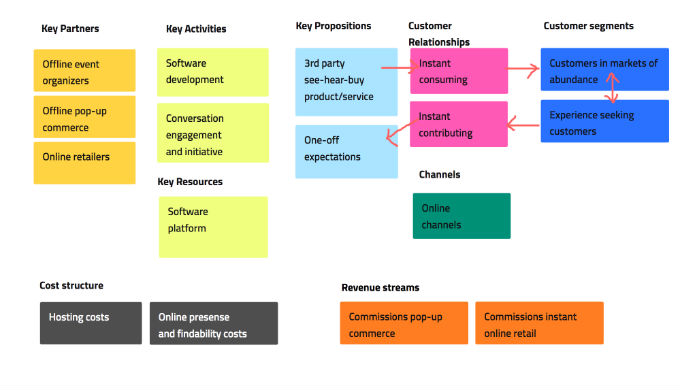 Key Partners
Offline event
organizers
Offline pop-up
commerce
Online retailers
Key Activities
Software
development
Conversation
engagement
and initiative
Key Resources
Software
platform
Key Propositions
3rd party
see-hear-buy
product/service
One-off
expectations
Customer
Relationships
Instant
consuming
Instant
contributing
Channels
Online
channels
Customer segments
Customers in markets of
abundance
Experience seeking
customers
Cost structure
Hosting costs
Online presense
and findability costs
Revenue streams
Commissions pop-up
commerce
Commissions instant
online retail